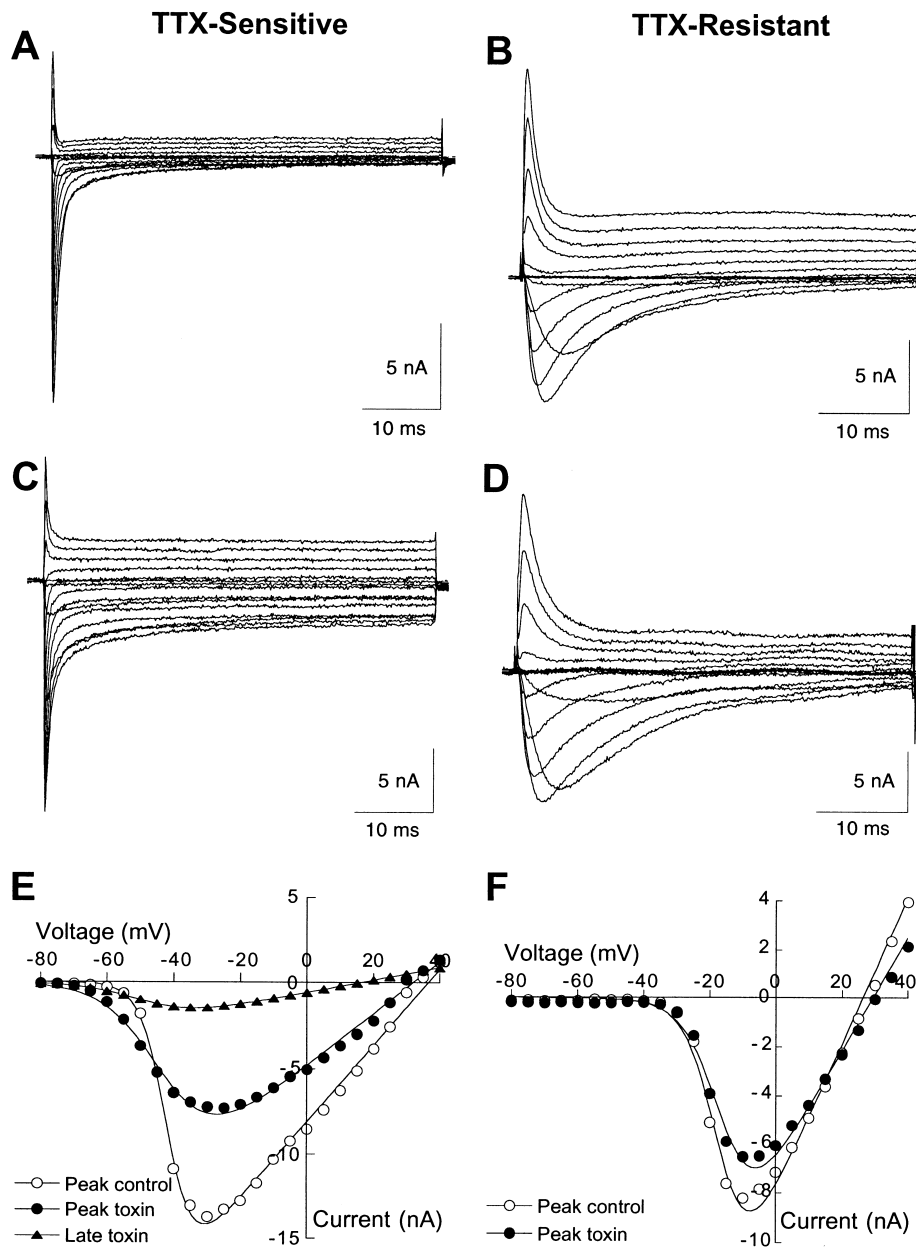 TTX-Sensitive
TTX-Resistant
A
B
5 nA
10 ms
5 nA
10 ms
C
D
5 nA
10 ms
5 nA
10 ms
E
5
Voltage (mV)
-80 -60 -40 -20 0 20 40
0
-5
-10
-15
Peak control
Peak toxin
Late toxin
Current (nA)
F
4
2
Voltage (mV)
-80 -60 -40 -20 0 20 40
0
-2
-4
-6
-8
-10
Peak control
Peak toxin
Current (nA)